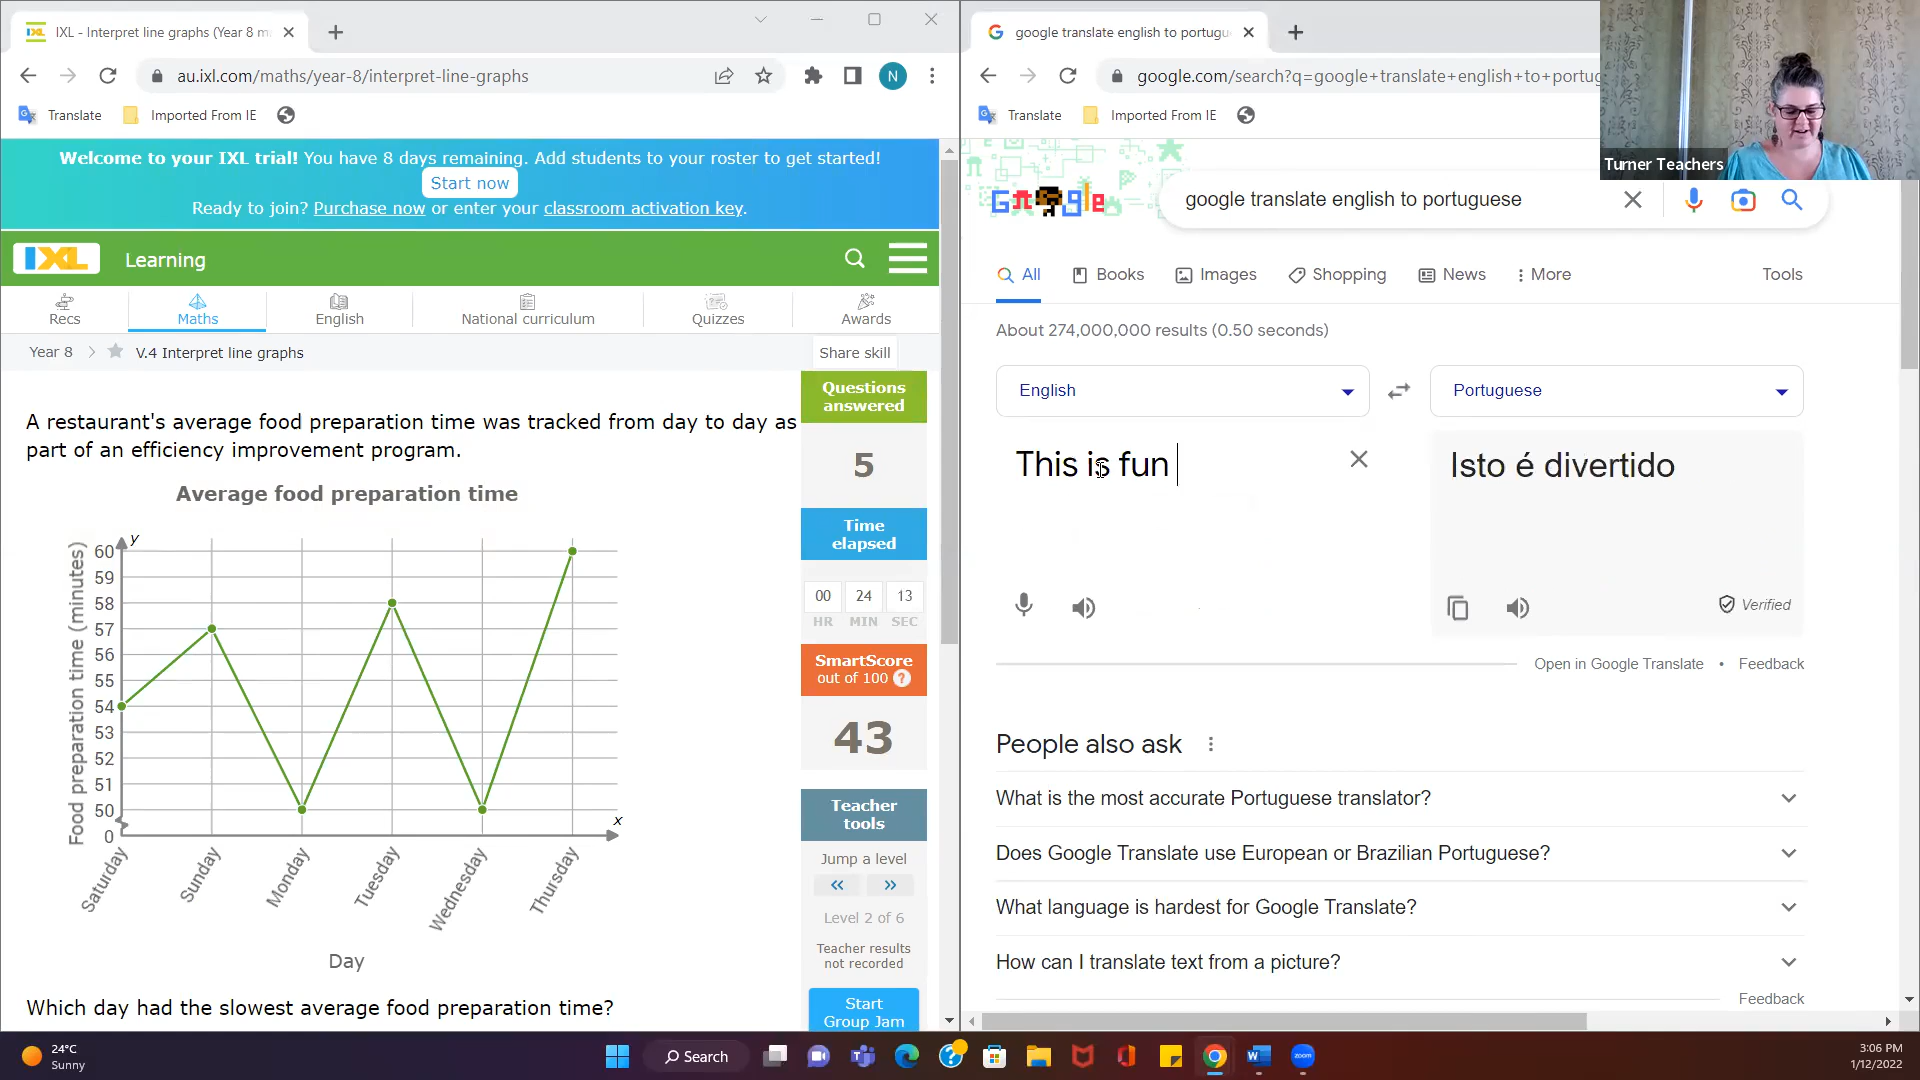 IXL - Interpret line graphs (Year 8 m
au.ixl.com/maths/year-8/interpret-line-graphs
N
Translate
Imported From IE
Welcome to your IXL trial! You have 8 days remaining. Add students to your roster to get started!
Start now
Ready to join? Purchase now or enter your classroom activation key.
IXL
Learning
Recs
Maths
English
National curriculum
Quizzes
Awards
Year 8
V.4 Interpret line graphs
Share skill
A restaurant's average food preparation time was tracked from day to day as
part of an efficiency improvement program.
Average food preparation time
y
Food preparation time (minutes)
60
59
58
57
56
55
54
53
52
51
50
0
x
Saturday
Sunday
Monday
Tuesday
Wednesday
Thursday
Day
Which day had the slowest average food preparation time?
Questions
answered
5
Time
elapsed
00 24 13
HR MIN SEC
SmartScore
out of 100 ?
43
Teacher
tools
Jump a level
Level 2 of 6
Teacher results
not recorded
Start
Group Jam
google translate english to portugu
google.com/search?q=google+translate+english+to+portug
Translate
Imported From IE
Turner Teachers
Google
google translate english to portuguese
All
Books
Images
Shopping
News
More
Tools
About 274,000,000 results (0.50 seconds)
English
Portuguese
This is fun
Isto é divertido
Verified
Open in Google Translate • Feedback
People also ask
What is the most accurate Portuguese translator?
Does Google Translate use European or Brazilian Portuguese?
What language is hardest for Google Translate?
How can I translate text from a picture?
Feedback
24°C
Sunny
Search
zoom
3:06 PM
1/12/2022